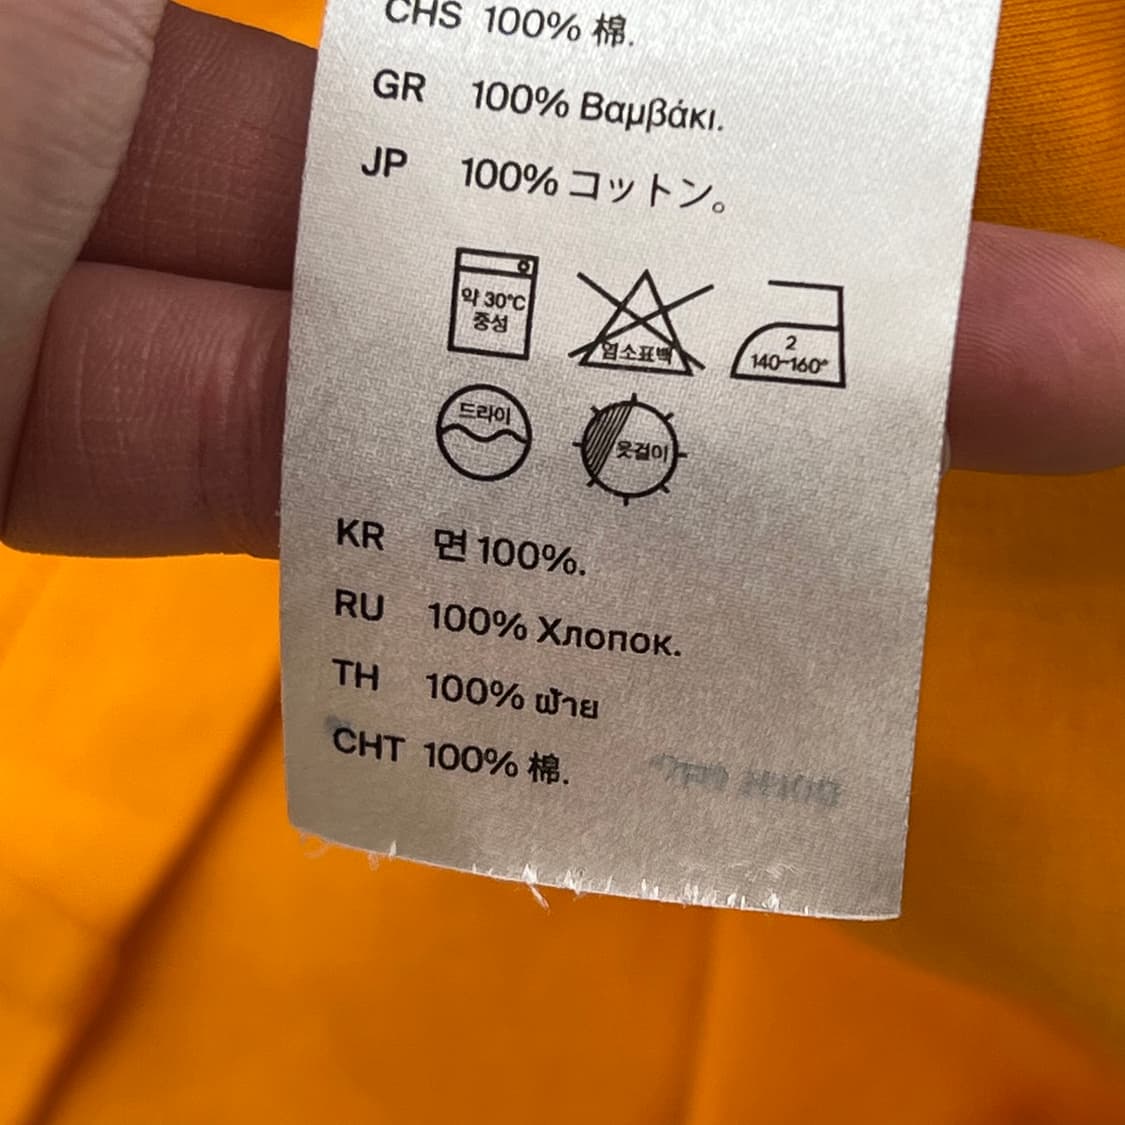 CHS 100% 棉.
GR 100% Βαμβάκι.
JP 100% コットン。
약 30℃
중성
염소표백
2
140~160°
드라이
옷걸이
KR 면 100%.
RU 100% Хлопок.
TH 100% ฝ้าย
CHT 100% 棉.